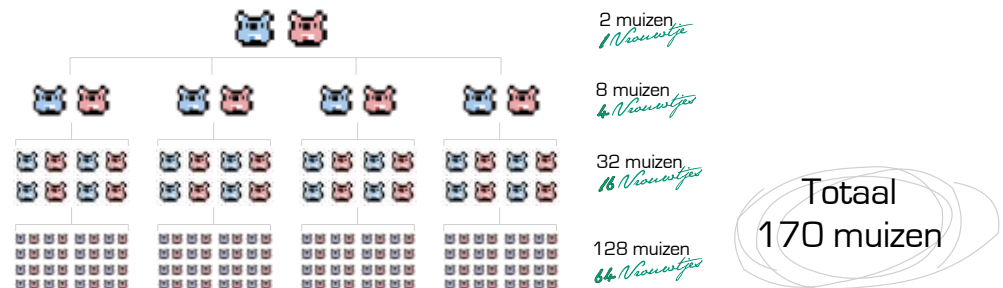 2 muizen
1 Vrouwtje
8 muizen
4 Vrouwtjes
32 muizen
16 Vrouwtjes
128 muizen
64 Vrouwtjes
Totaal
170 muizen